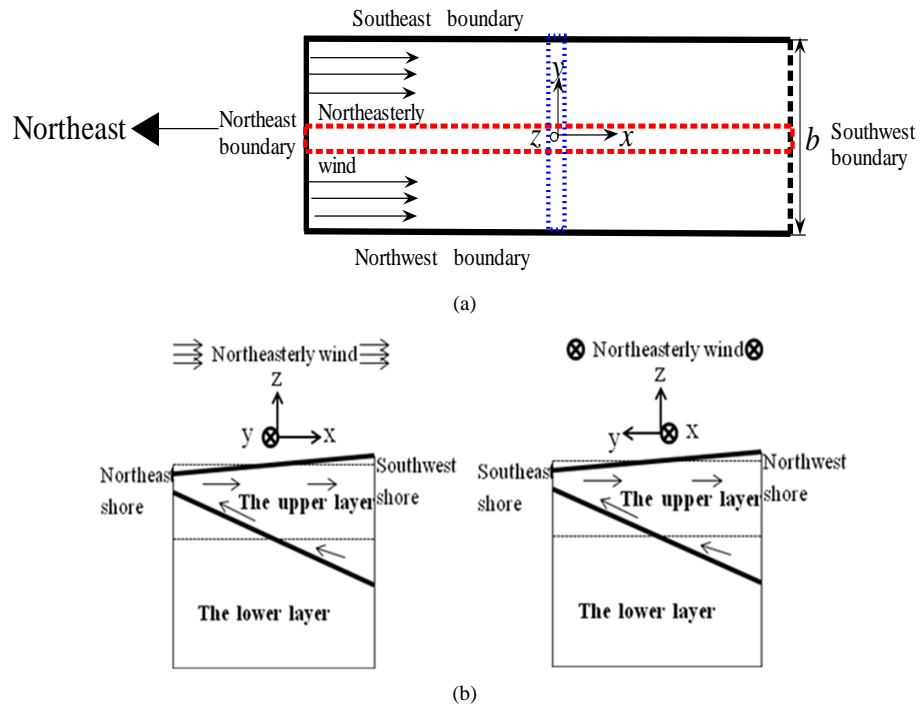 Southeast boundary
y
Northeasterly
Northeast
Northeast boundary
z
x
b
Southwest boundary
wind
Northwest boundary
(a)
Northeasterly wind
z
y
x
Northeast shore
Southwest shore
The upper layer
The lower layer
Northeasterly wind
z
y
x
Southeast shore
Northwest shore
The upper layer
The lower layer
(b)